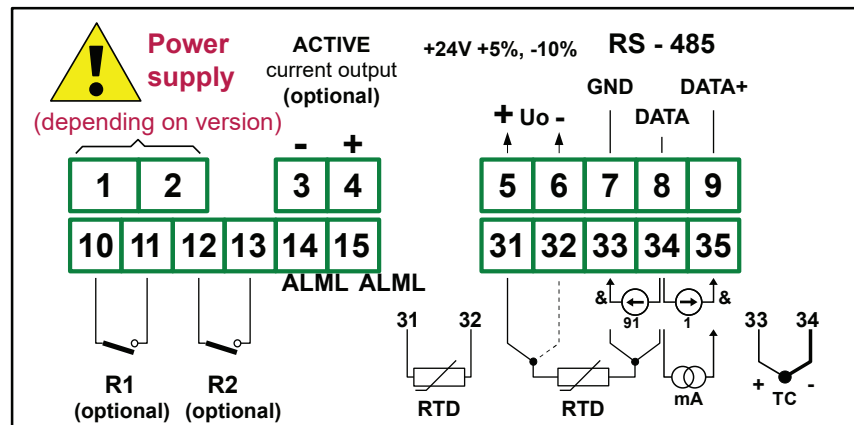 Power
supply
(depending on version)
ACTIVE
current output
(optional)
- +
+24V +5%, -10%
RS - 485
GND DATA+
+ Uo - DATA
1 2 3 4 5 6 7 8 9
10 11 12 13 14 15 31 32 33 34 35
ALML ALML
& &
91 1
31 32 33 34
R1 R2
(optional) (optional)
RTD RTD mA + TC -